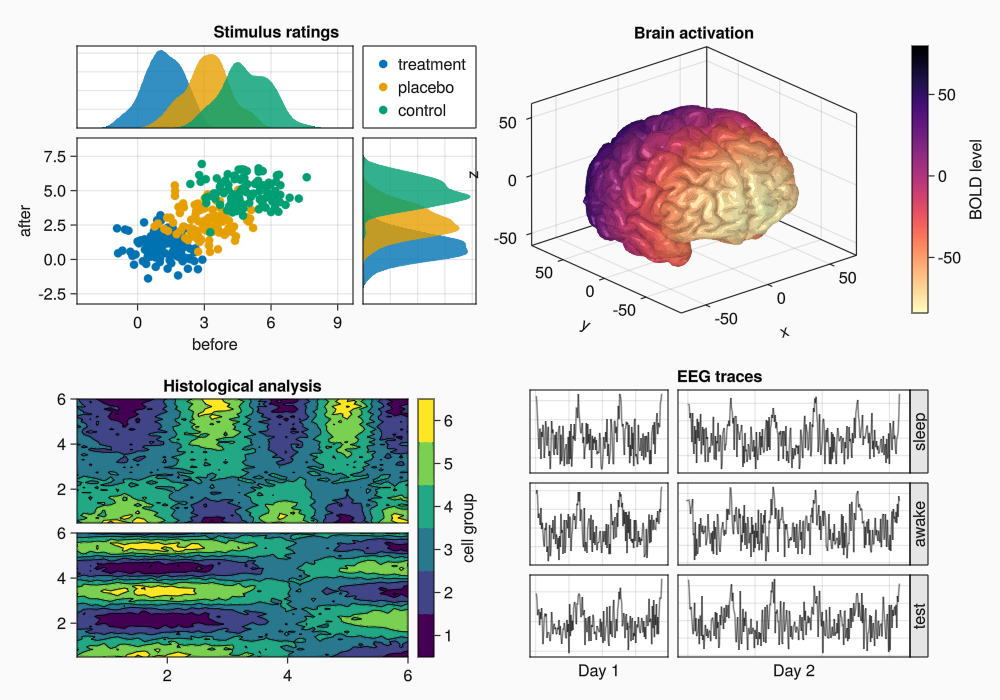 Stimulus ratings
treatment
placebo
control
7.5
5.0
2.5
0.0
-2.5
after
0
3
6
9
before
Brain activation
50
0
-50
z
50
0
-50
y
-50
0
50
x
50
0
-50
BOLD level
Histological analysis
6
4
2
6
4
2
2
4
6
6
5
4
3
2
1
cell group
EEG traces
sleep
awake
test
Day 1
Day 2